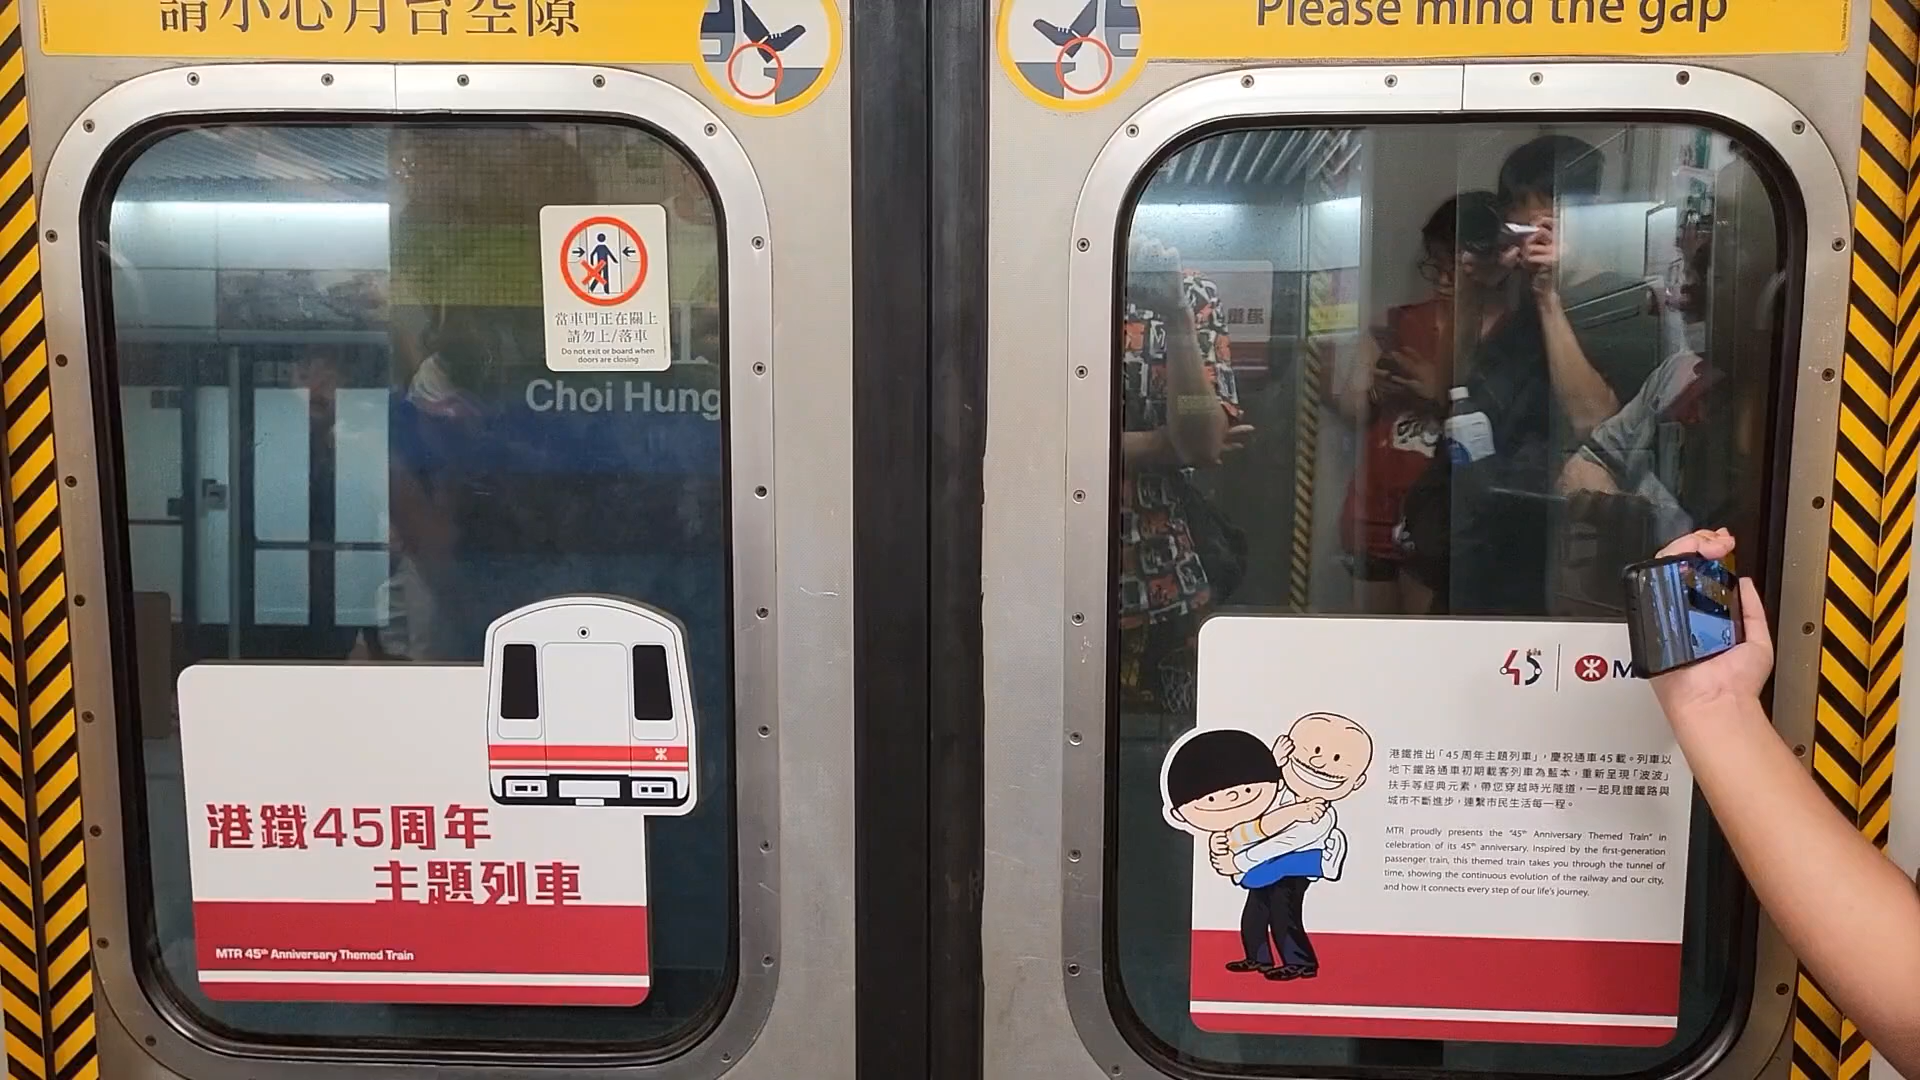 請小心月台空隙
Please mind the gap
當車門正在關上
請勿上/落車
Do not exit or board when
doors are closing
Choi Hung
港鐵45周年
主題列車
MTR 45th Anniversary Themed Train
45
M
港鐵推出「45周年主題列車」，慶祝通車45載。列車以
地下鐵路通車初期載客列車為藍本，重新呈現「波波」
扶手等經典元素，帶您穿越時光隧道，一起見證鐵路與
城市不斷進步，連繫市民生活每一程。
MTR proudly presents the "45th Anniversary Themed Train" in
celebration of its 45th anniversary. Inspired by the first-generation
passenger train, this themed train takes you through the tunnel of
time, showing the continuous evolution of the railway and our city,
and how it connects every step of our life's journey.